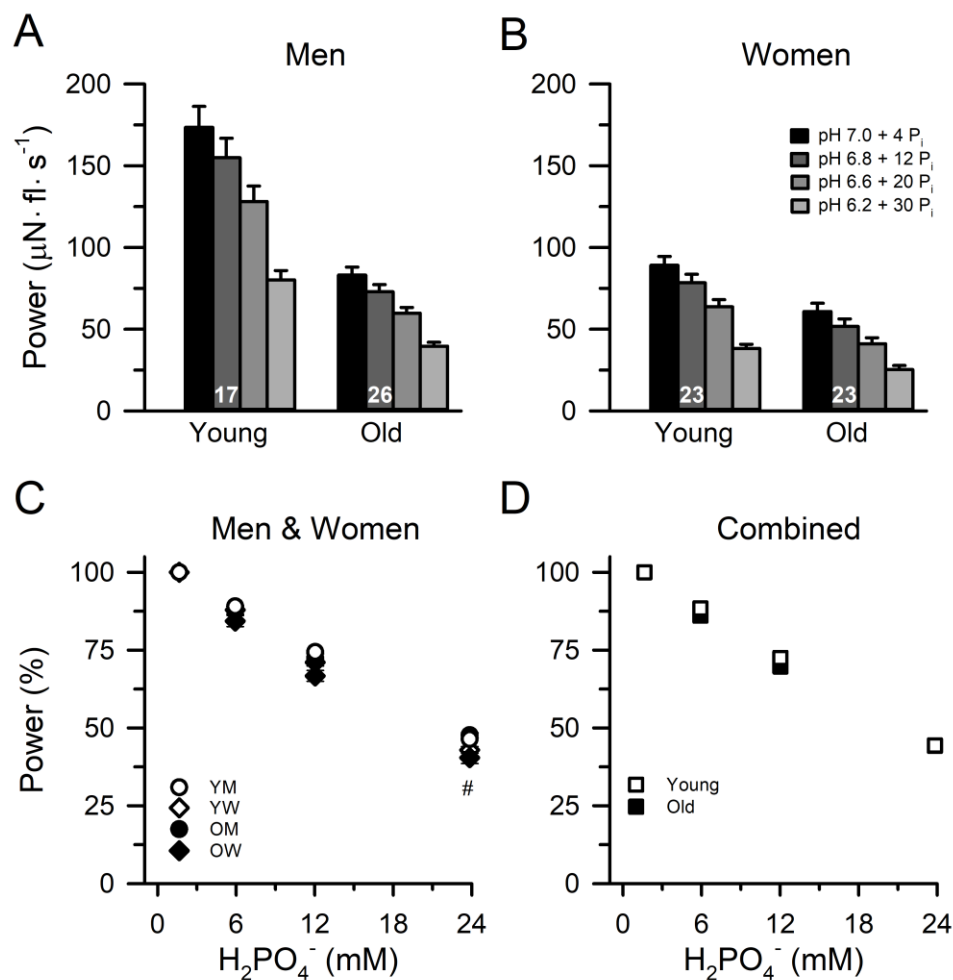 A
Men
Power (μN·fl·s⁻¹)
200
150
100
50
0
17
26
Young
Old
B
Women
200
150
100
50
0
pH 7.0 + 4 Pᵢ
pH 6.8 + 12 Pᵢ
pH 6.6 + 20 Pᵢ
pH 6.2 + 30 Pᵢ
23
23
Young
Old
C
Men & Women
Power (%)
100
75
50
25
0
#
YM
YW
OM
OW
0 6 12 18 24
H₂PO₄⁻ (mM)
D
Combined
100
75
50
25
0
Young
Old
0 6 12 18 24
H₂PO₄⁻ (mM)